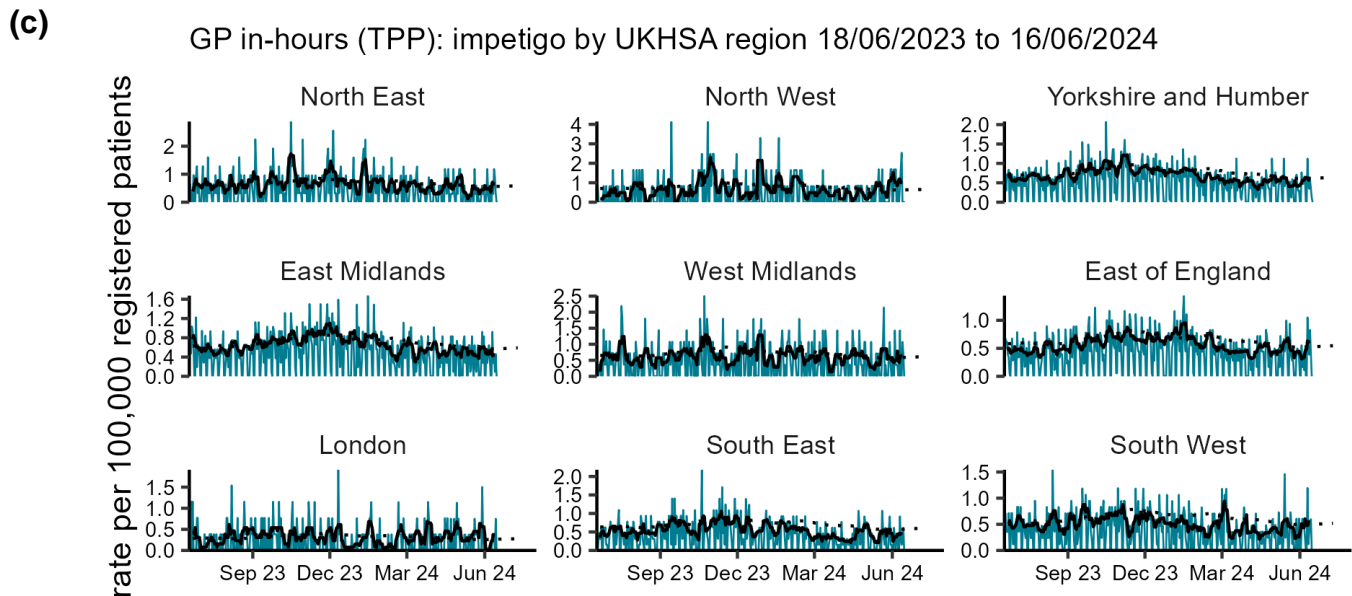 (c)
GP in-hours (TPP): impetigo by UKHSA region 18/06/2023 to 16/06/2024
rate per 100,000 registered patients
North East
North West
Yorkshire and Humber
2
1
0
4
3
2
1
0
2.0
1.5
1.0
0.5
0.0
East Midlands
West Midlands
East of England
1.6
1.2
0.8
0.4
0.0
2.5
2.0
1.5
1.0
0.5
0.0
1.0
0.5
0.0
London
South East
South West
1.5
1.0
0.5
0.0
2.0
1.5
1.0
0.5
0.0
1.5
1.0
0.5
0.0
Sep 23 Dec 23 Mar 24 Jun 24
Sep 23 Dec 23 Mar 24 Jun 24
Sep 23 Dec 23 Mar 24 Jun 24